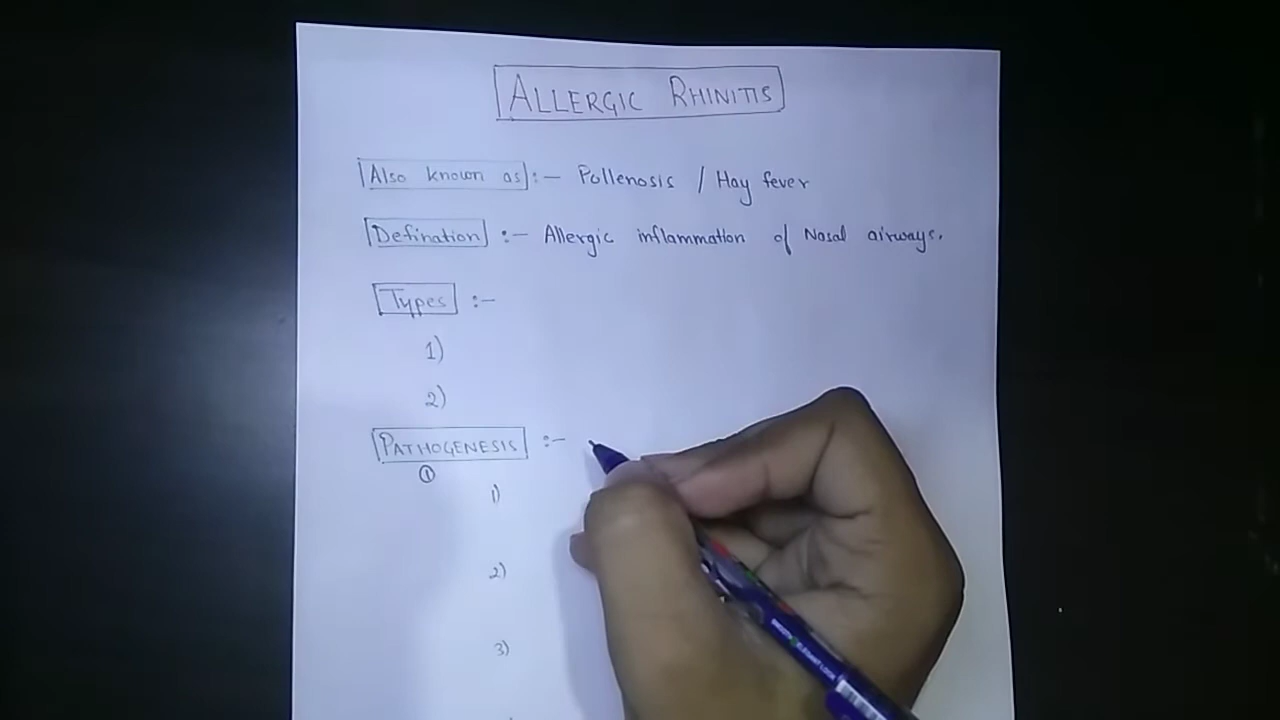 ALLERGIC RHINITIS
Also known as :- Pollenosis / Hay fever
Defination :- Allergic inflammation of Nasal airways.
Types :-
1)
2)
PATHOGENESIS :-
①
1)
2)
3)